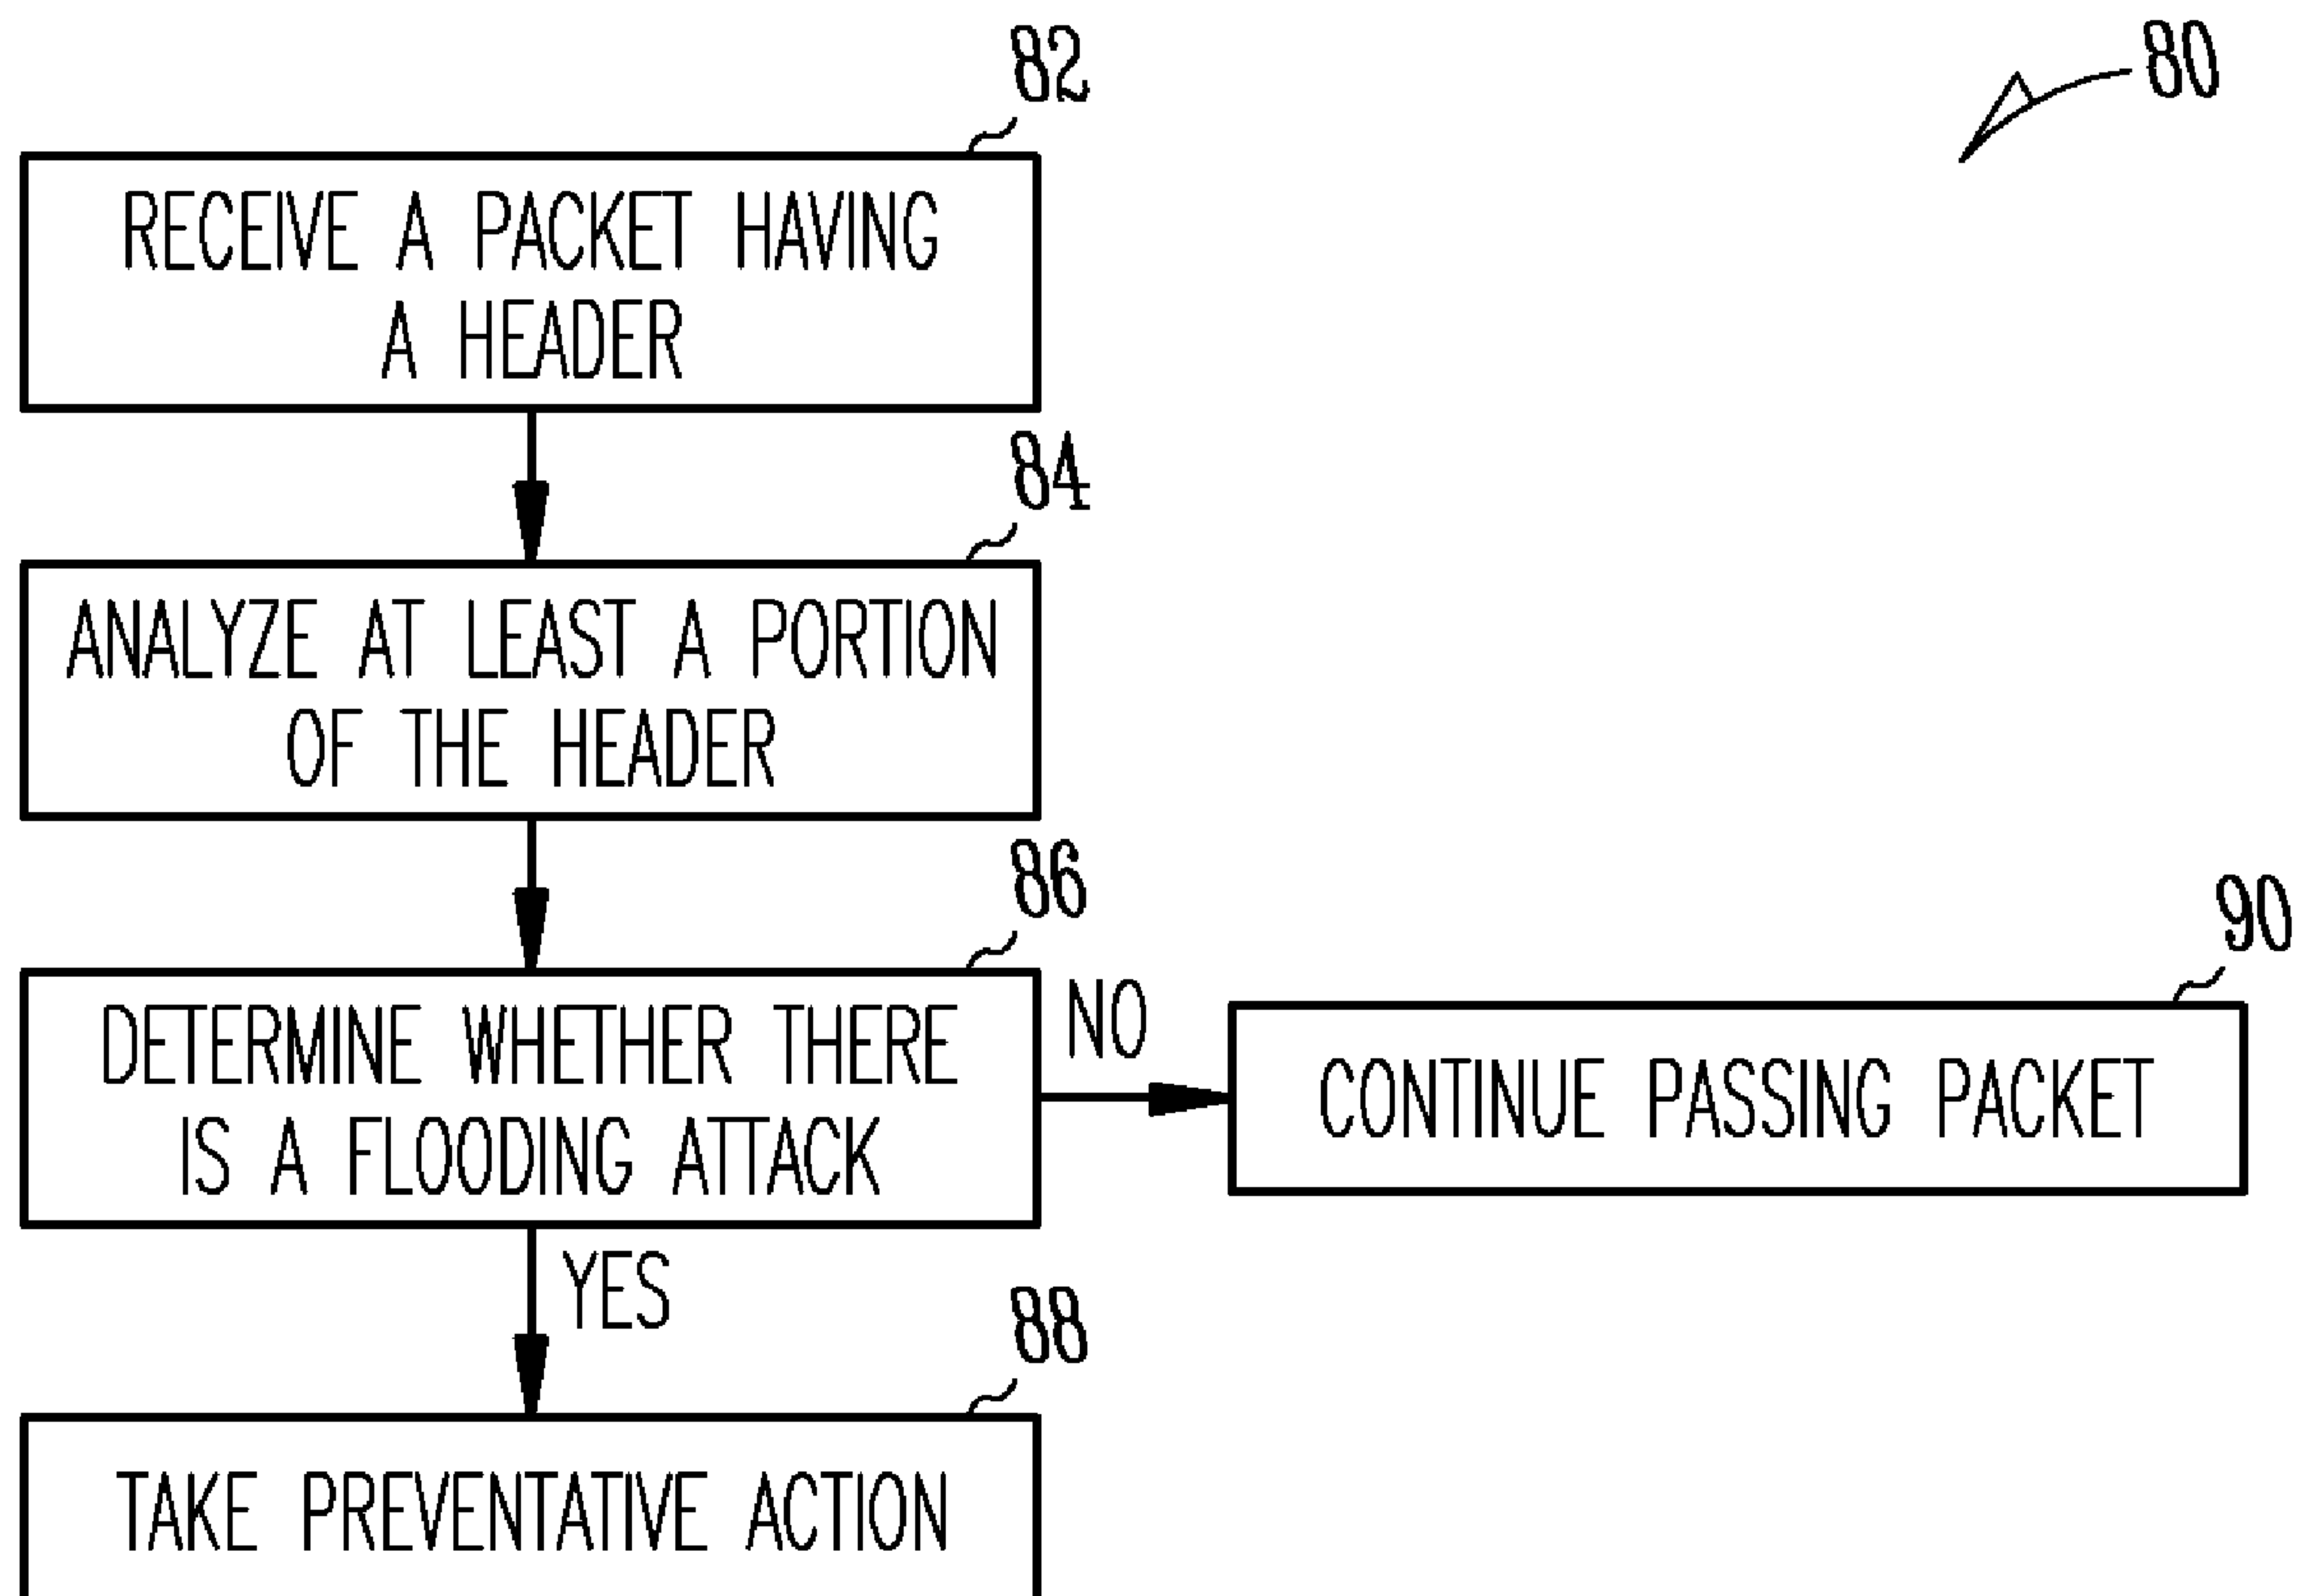 82
80
RECEIVE A PACKET HAVING
A HEADER
84
ANALYZE AT LEAST A PORTION
OF THE HEADER
86
90
DETERMINE WHETHER THERE
IS A FLOODING ATTACK
NO
CONTINUE PASSING PACKET
YES
88
TAKE PREVENTATIVE ACTION